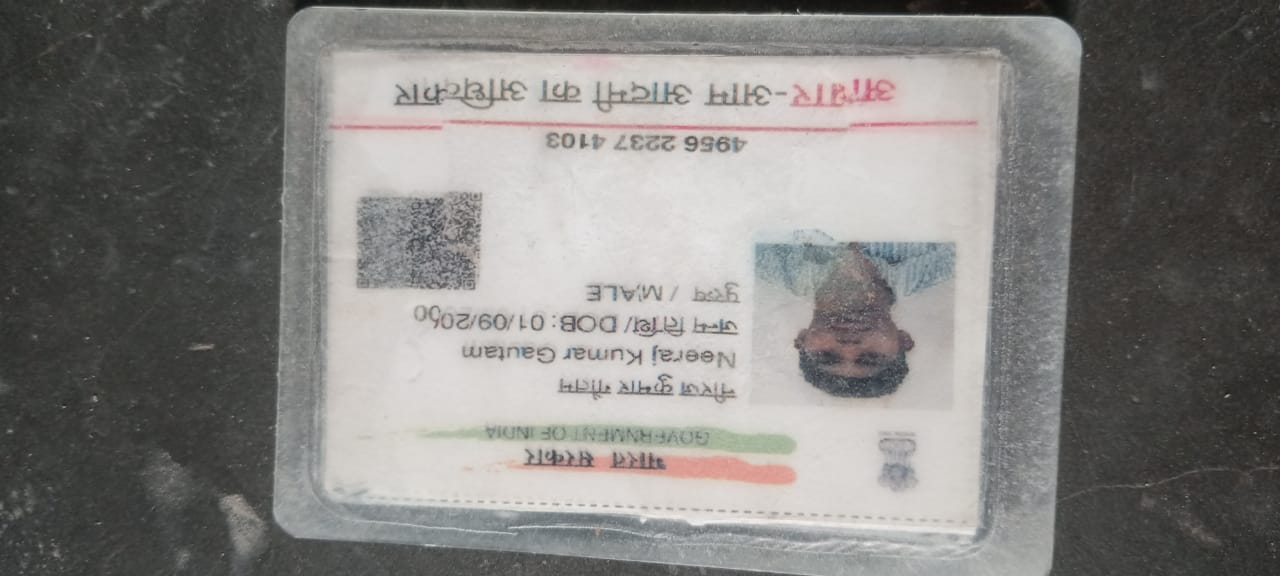 भारत सरकार
GOVERNMENT OF INDIA
नीरज कुमार गौतम
Neeraj Kumar Gautam
जन्म तिथि/ DOB: 01/09/2000
पुरुष / MALE
4956 2237 4103
आधार-आम आदमी का अधिकार